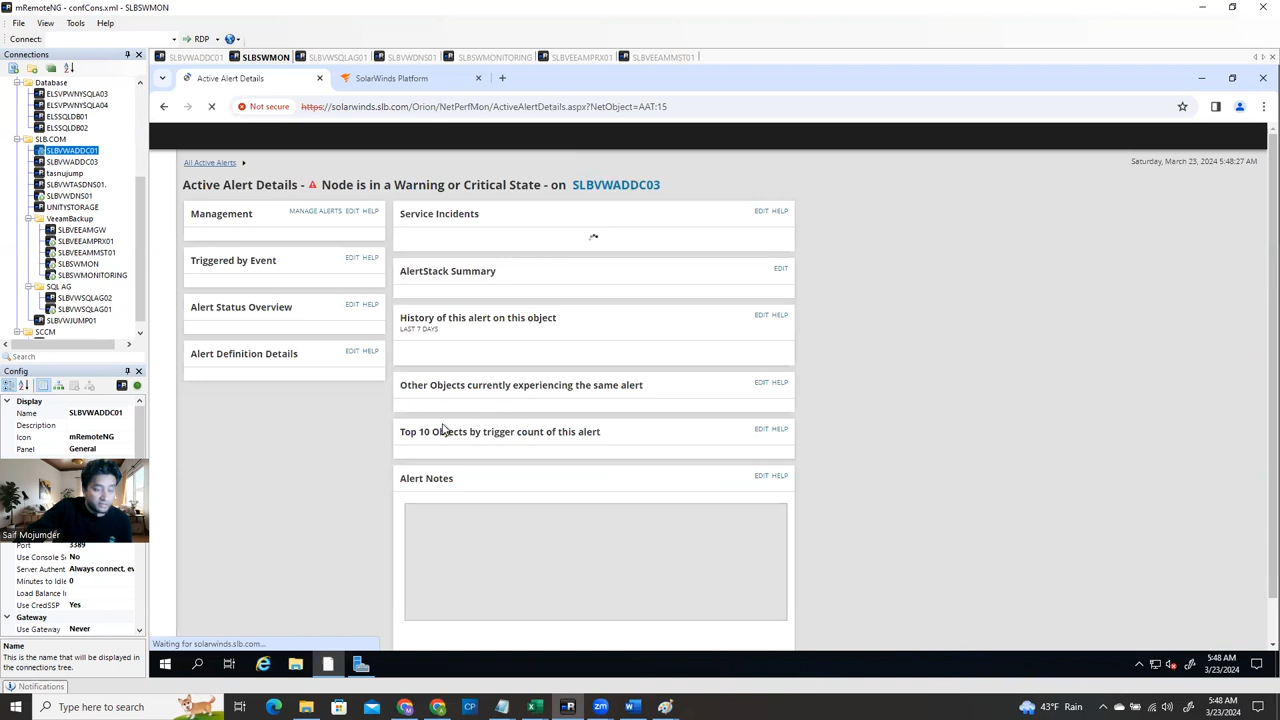 mRemoteNG - confCons.xml - SLBSWMON
File View Tools Help
Connect: RDP
Connections
SLBVWADDC01 SLBSWMON SLBVWSQLAG01 SLBVWDNS01 SLBSWMONITORING SLBVEEAMPRX01 SLBVEEAMMST01
Active Alert Details
SolarWinds Platform
Not secure https://solarwinds.slb.com/Orion/NetPerfMon/ActiveAlertDetails.aspx?NetObject=AAT:15
Database
ELSVPWNYSQLA03
ELSVPWNYSQLA04
ELSSQLDB01
ELSSQLDB02
SLB.COM
SLBVWADDC01
SLBVWADDC03
tasnujump
SLBVWTASDNS01.
SLBVWDNS01
UNITYSTORAGE
VeeamBackup
SLBVEEAMGW
SLBVEEAMPRX01
SLBVEEAMMST01
SLBSWMON
SLBSWMONITORING
SQL AG
SLBVWSQLAG02
SLBVWSQLAG01
SLBVWJUMP01
SCCM
Search
Config
Display
Name SLBVWADDC01
Description
Icon mRemoteNG
Panel General
Saif Mojumder
Port 3389
Use Console S No
Server Authent Always connect, ev
Minutes to Idle 0
Load Balance In
Use CredSSP Yes
Gateway
Use Gateway Never
Name
This is the name that will be displayed in
the connections tree.
Notifications
All Active Alerts
Saturday, March 23, 2024 5:48:27 AM
Active Alert Details - Node is in a Warning or Critical State - on SLBVWADDC03
Management MANAGE ALERTS EDIT HELP
Triggered by Event EDIT HELP
Alert Status Overview EDIT HELP
Alert Definition Details EDIT HELP
Service Incidents EDIT HELP
AlertStack Summary EDIT
History of this alert on this object EDIT HELP
LAST 7 DAYS
Other Objects currently experiencing the same alert EDIT HELP
Top 10 Objects by trigger count of this alert EDIT HELP
Alert Notes EDIT HELP
Waiting for solarwinds.slb.com...
5:48 AM
3/23/2024
Type here to search
43°F Rain
5:48 AM
3/23/2024